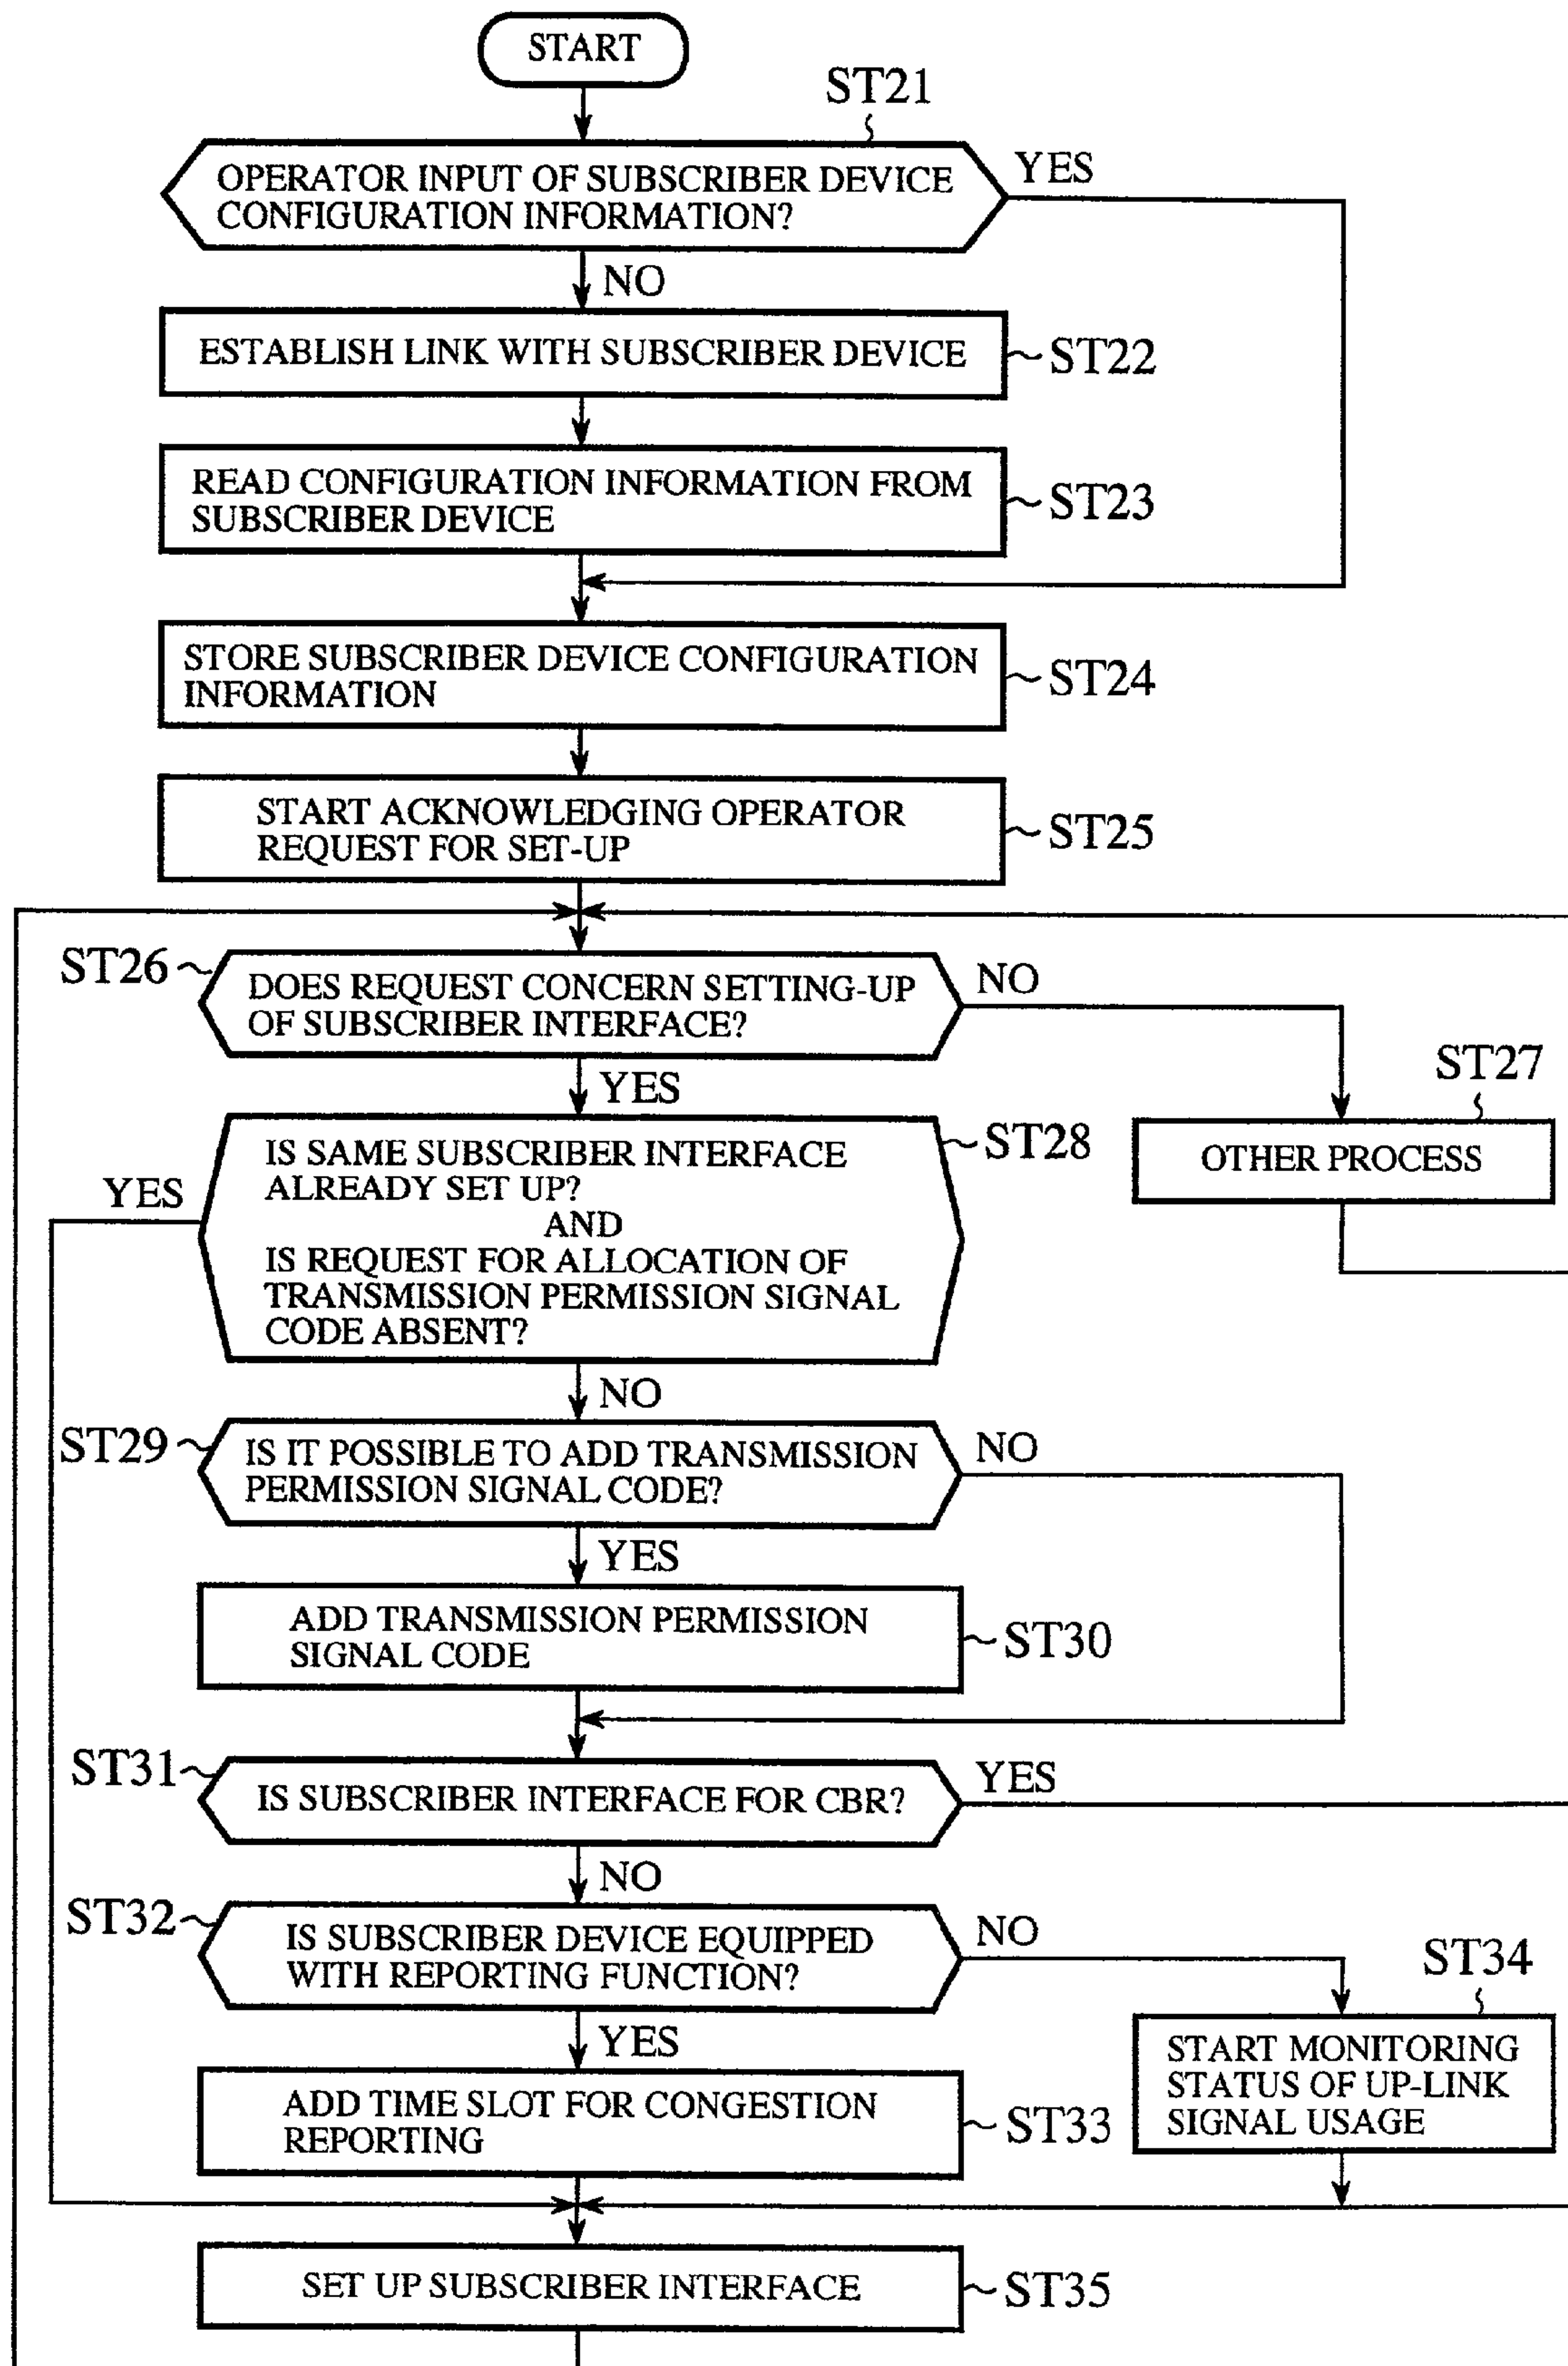 START
ST21
OPERATOR INPUT OF SUBSCRIBER DEVICE
CONFIGURATION INFORMATION?
YES
NO
ESTABLISH LINK WITH SUBSCRIBER DEVICE
ST22
READ CONFIGURATION INFORMATION FROM
SUBSCRIBER DEVICE
ST23
STORE SUBSCRIBER DEVICE CONFIGURATION
INFORMATION
ST24
START ACKNOWLEDGING OPERATOR
REQUEST FOR SET-UP
ST25
ST26
DOES REQUEST CONCERN SETTING-UP
OF SUBSCRIBER INTERFACE?
NO
YES
ST27
OTHER PROCESS
ST28
IS SAME SUBSCRIBER INTERFACE
ALREADY SET UP?
AND
IS REQUEST FOR ALLOCATION OF
TRANSMISSION PERMISSION SIGNAL
CODE ABSENT?
YES
NO
ST29
IS IT POSSIBLE TO ADD TRANSMISSION
PERMISSION SIGNAL CODE?
NO
YES
ADD TRANSMISSION PERMISSION
SIGNAL CODE
ST30
ST31
IS SUBSCRIBER INTERFACE FOR CBR?
YES
NO
ST32
IS SUBSCRIBER DEVICE EQUIPPED
WITH REPORTING FUNCTION?
NO
YES
ST34
START MONITORING
STATUS OF UP-LINK
SIGNAL USAGE
ADD TIME SLOT FOR CONGESTION
REPORTING
ST33
SET UP SUBSCRIBER INTERFACE
ST35